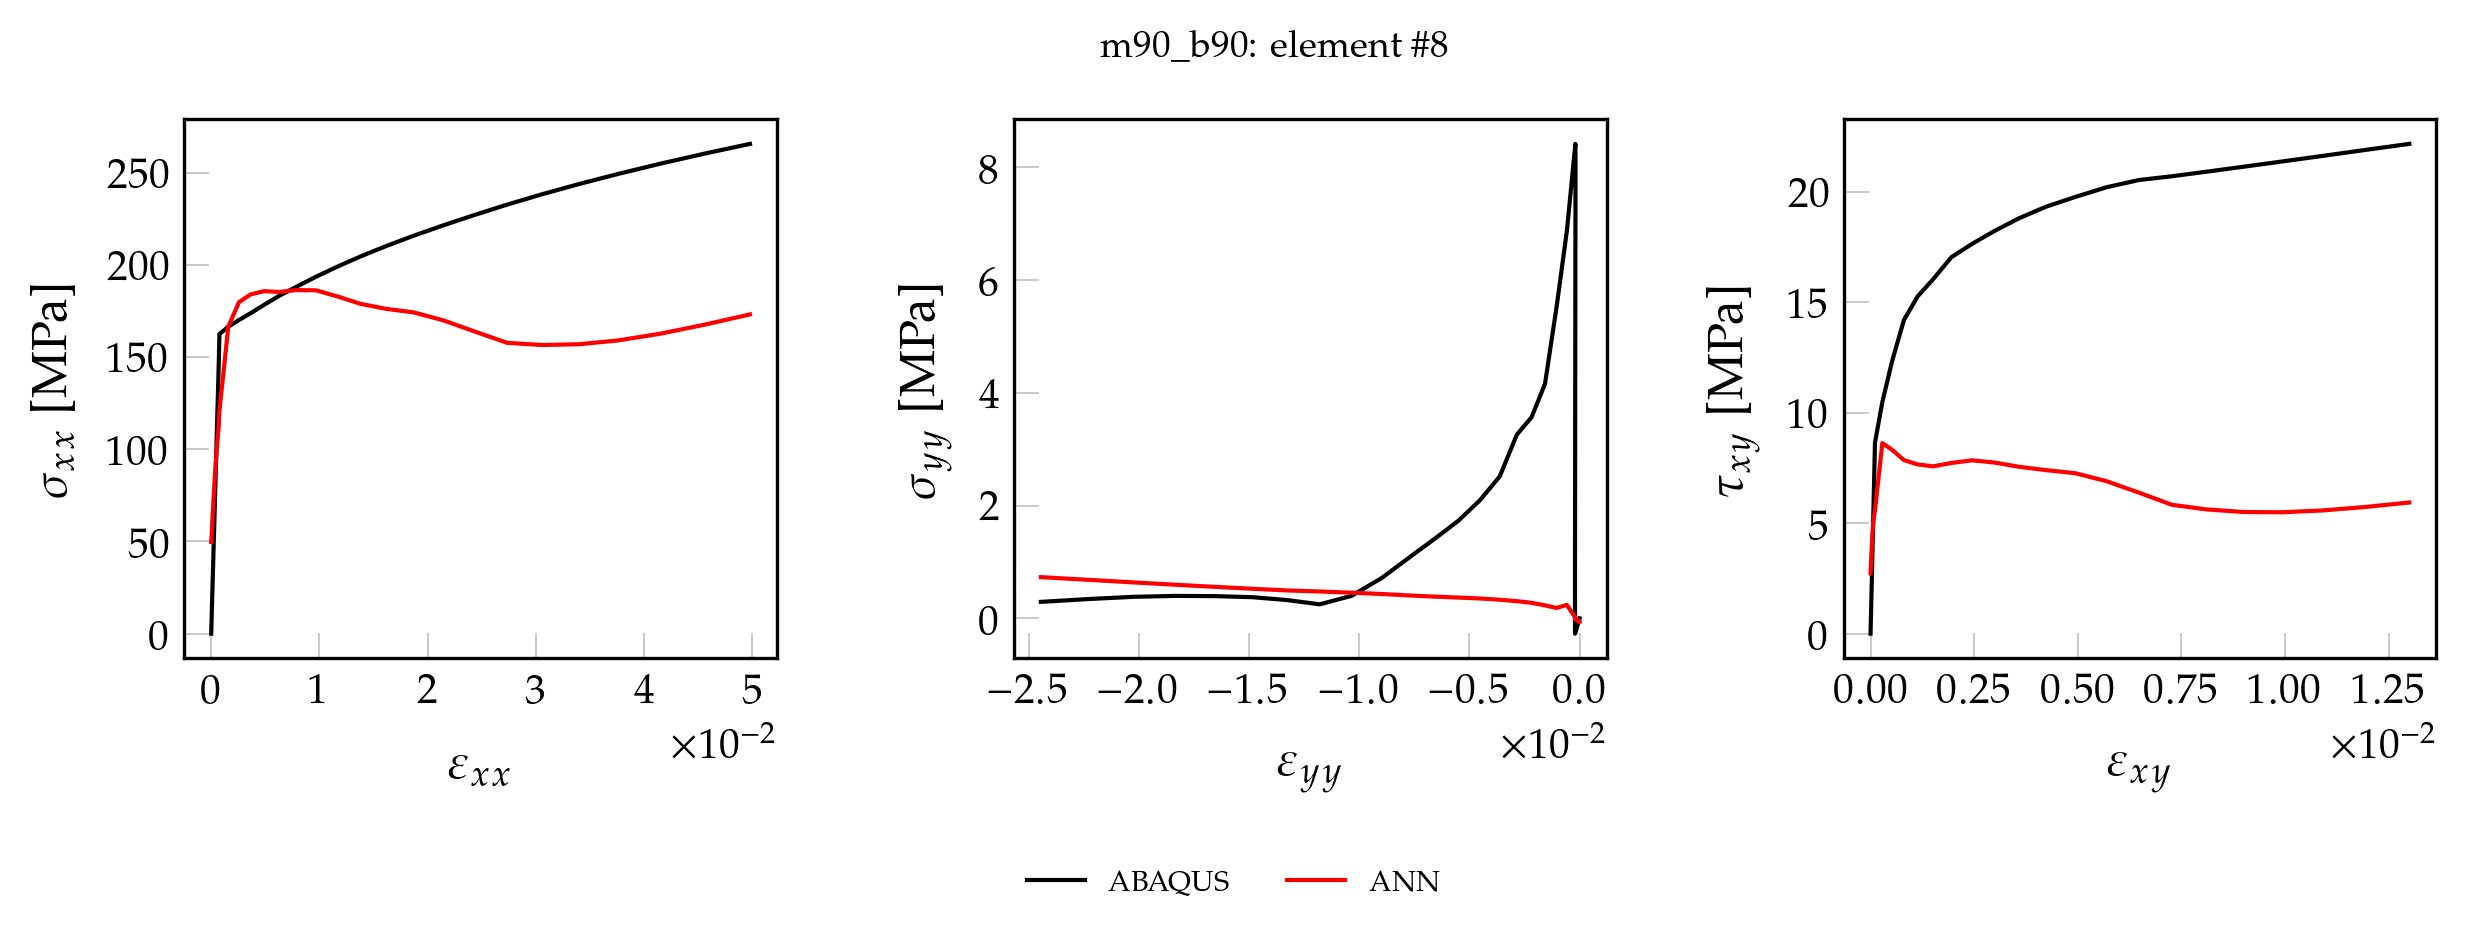 m90_b90: element #8
σxx [MPa]
250
200
150
100
50
0
0 1 2 3 4 5
×10−2
εxx
σyy [MPa]
8
6
4
2
0
−2.5 −2.0 −1.5 −1.0 −0.5 0.0
×10−2
εyy
τxy [MPa]
20
15
10
5
0
0.00 0.25 0.50 0.75 1.00 1.25
×10−2
εxy
ABAQUS ANN